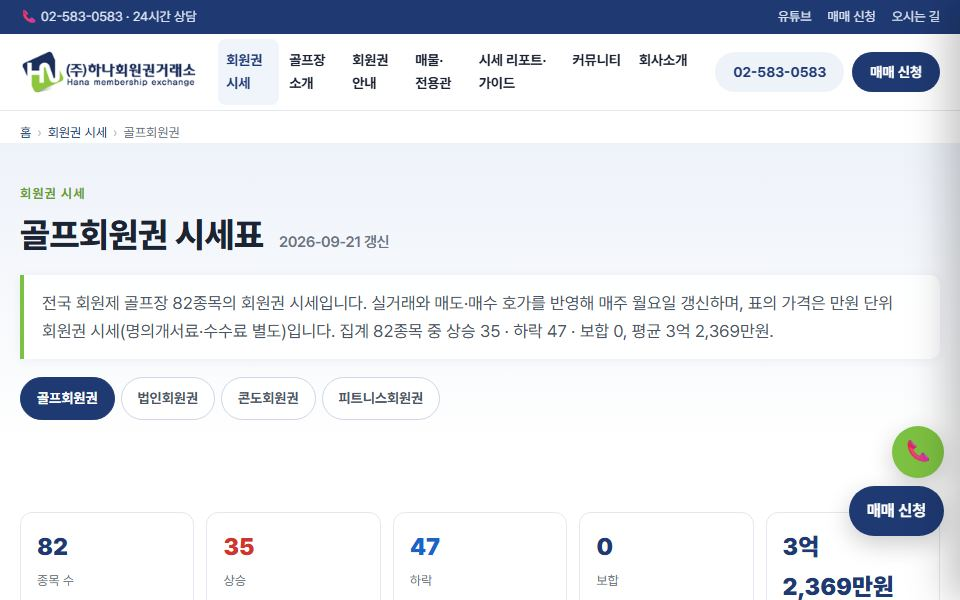 02-583-0583 · 24시간 상담
유튜브 매매 신청 오시는 길
HN (주)하나회원권거래소
Hana membership exchange
회원권 시세
골프장 소개
회원권 안내
매물·전용관
시세 리포트·가이드
커뮤니티
회사소개
02-583-0583
매매 신청
홈 › 회원권 시세 › 골프회원권
회원권 시세
골프회원권 시세표 2026-09-21 갱신
전국 회원제 골프장 82종목의 회원권 시세입니다. 실거래와 매도·매수 호가를 반영해 매주 월요일 갱신하며, 표의 가격은 만원 단위
회원권 시세(명의개서료·수수료 별도)입니다. 집계 82종목 중 상승 35 · 하락 47 · 보합 0, 평균 3억 2,369만원.
골프회원권 법인회원권 콘도회원권 피트니스회원권
매매 신청
82
종목 수
35
상승
47
하락
0
보합
3억
2,369만원